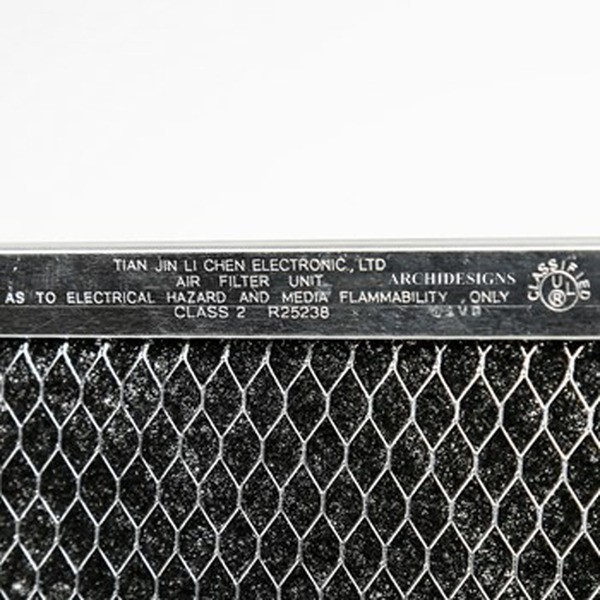 TIAN JIN LI CHEN ELECTRONIC., LTD
AIR FILTER UNIT
ARCHIDESIGNS
AS TO ELECTRICAL HAZARD AND MEDIA FLAMMABILITY ONLY
CLASS 2 R25238
CLASSIFIED
UL
®